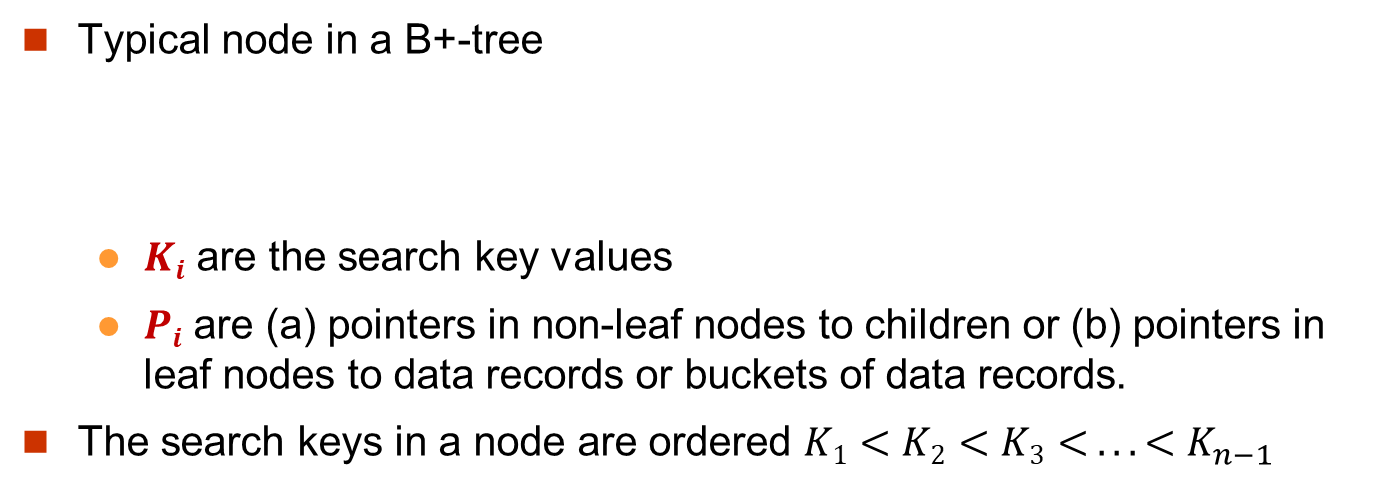 Typical node in a B+-tree
K_i are the search key values
P_i are (a) pointers in non-leaf nodes to children or (b) pointers in
leaf nodes to data records or buckets of data records.
The search keys in a node are ordered K_1 < K_2 < K_3 < … < K_{n−1}